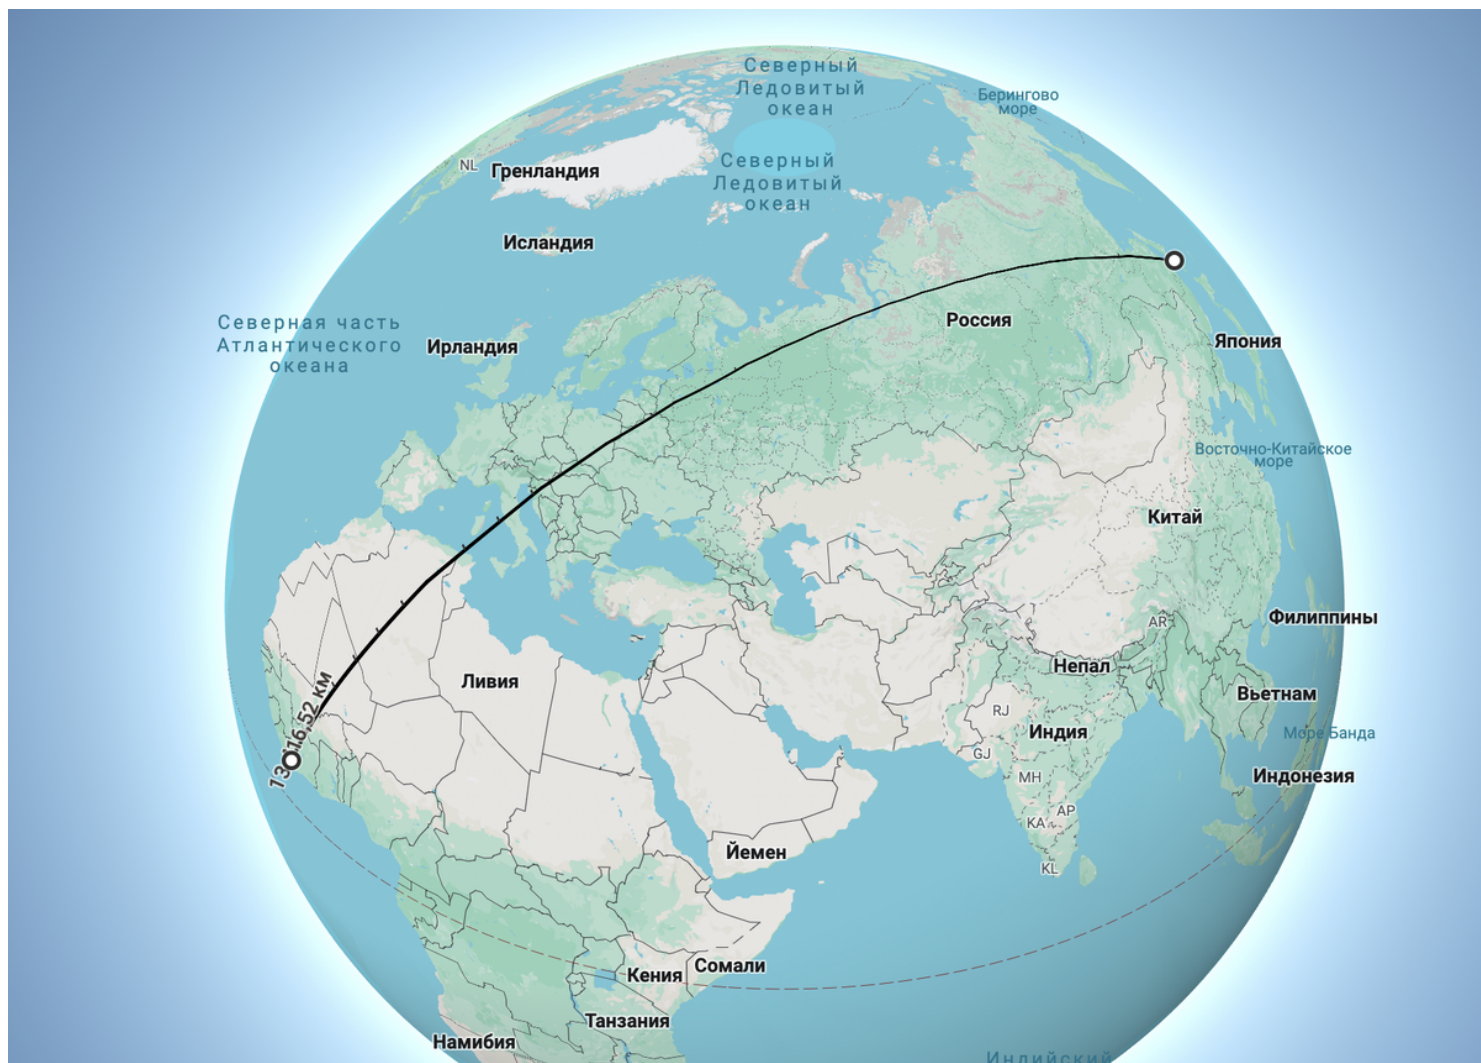 Северный
Ледовитый
океан
Берингово
море
NL
Гренландия
Северный
Ледовитый
океан
Исландия
Северная часть
Атлантического
океана
Ирландия
Россия
Япония
Восточно-Китайское
море
Китай
Филиппины
AR
Непал
Ливия
Вьетнам
RJ
Индия
Море Банда
GJ
MH
Индонезия
AP
KA
Йемен
KL
Кения
Сомали
Танзания
Намибия
Индийский